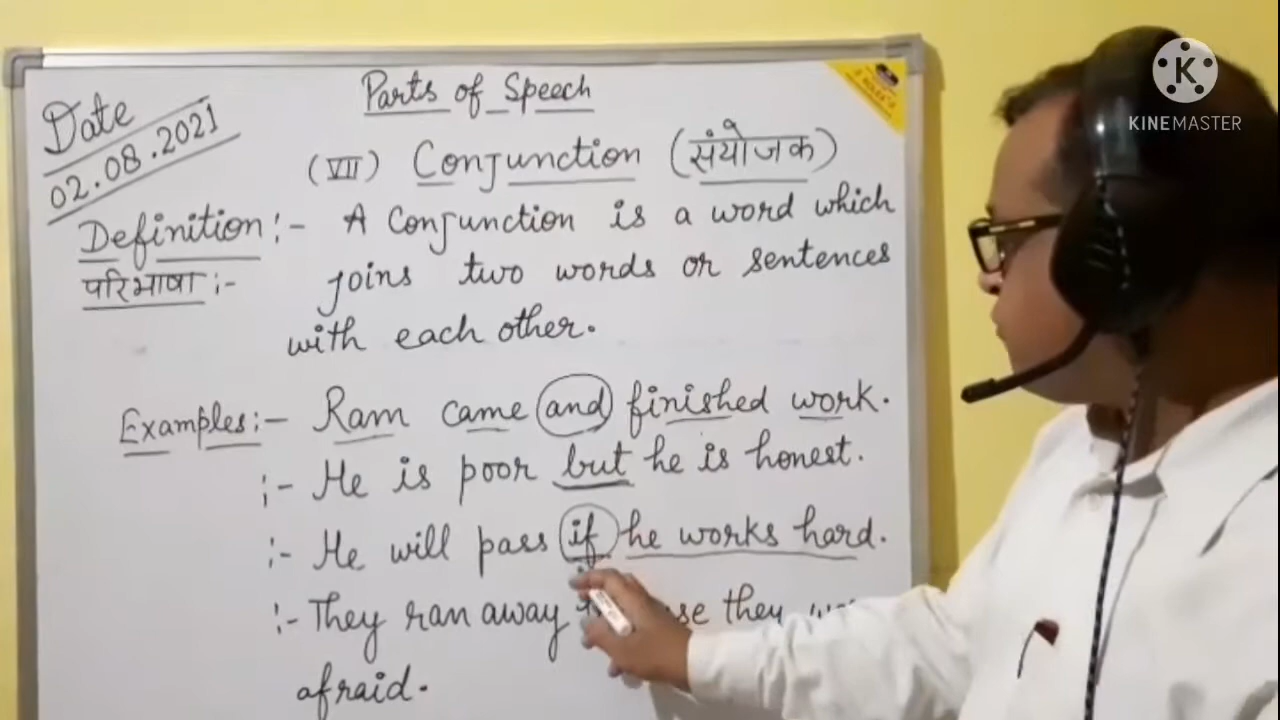 Date
02.08.2021
Parts of Speech
(VII) Conjunction (संयोजक)
Definition :- A Conjunction is a word which
परिभाषा :- joins two words or sentences
with each other.
Examples:- Ram came and finished work.
:- He is poor but he is honest.
:- He will pass if he works hard.
:- They ran away they
afraid.
KINEMASTER